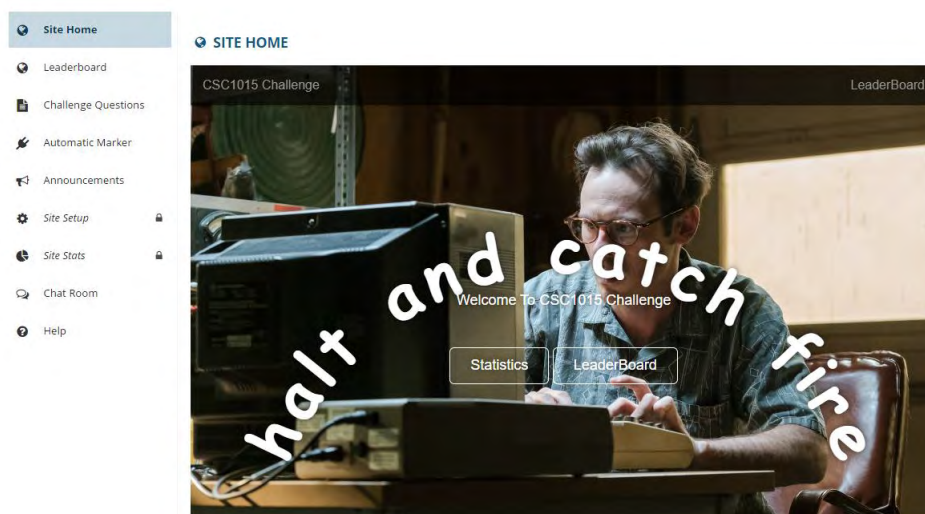 Site Home
Leaderboard
Challenge Questions
Automatic Marker
Announcements
Site Setup
Site Stats
Chat Room
Help
SITE HOME
CSC1015 Challenge
LeaderBoard
halt and catch fire
Welcome To CSC1015 Challenge
Statistics
LeaderBoard